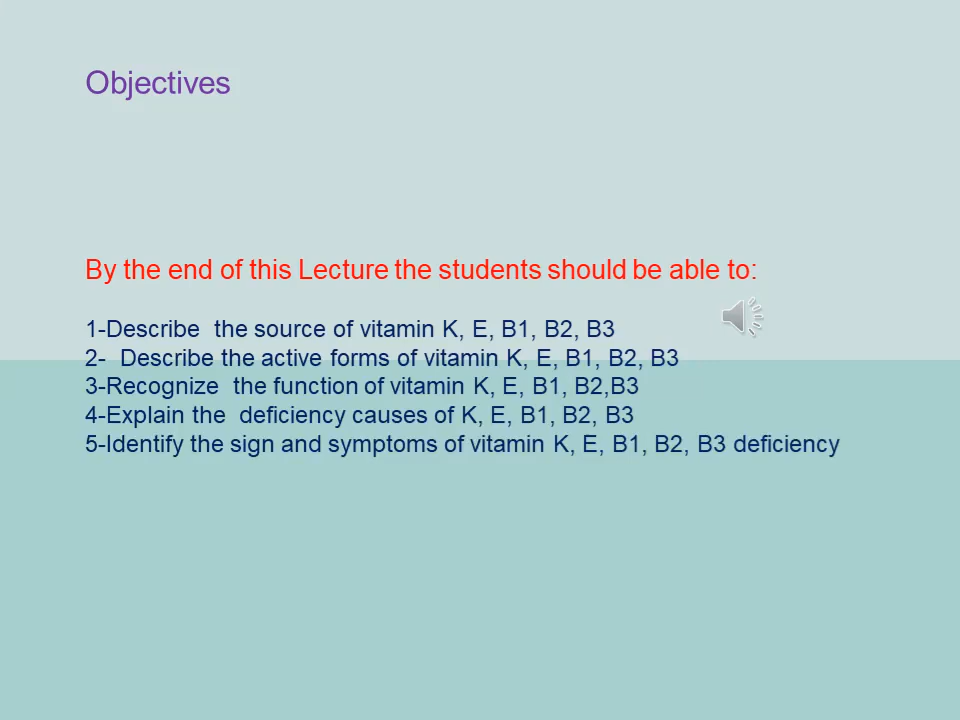 Objectives
By the end of this Lecture the students should be able to:
1-Describe  the source of vitamin K, E, B1, B2, B3
2-  Describe the active forms of vitamin K, E, B1, B2, B3
3-Recognize  the function of vitamin K, E, B1, B2,B3
4-Explain the  deficiency causes of K, E, B1, B2, B3
5-Identify the sign and symptoms of vitamin K, E, B1, B2, B3 deficiency